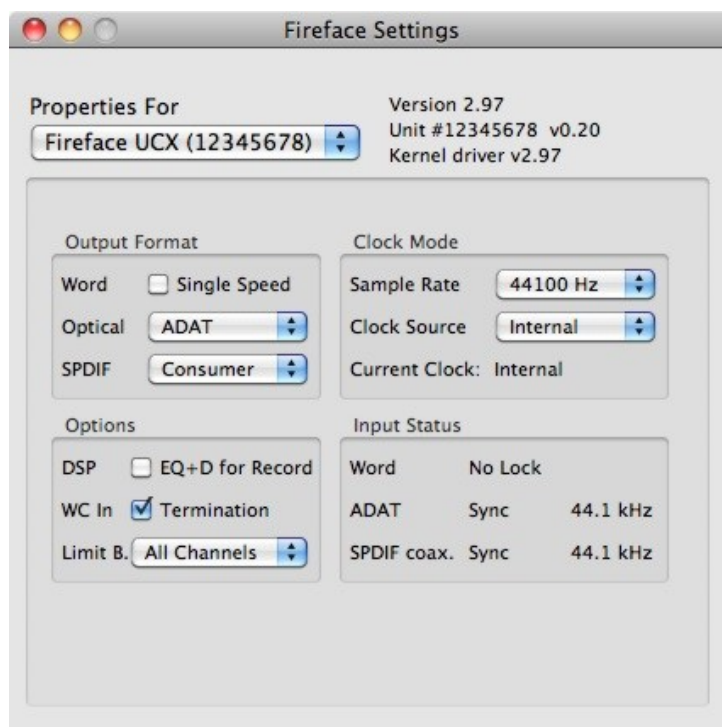 Fireface Settings
Properties For
Fireface UCX (12345678)
Version 2.97
Unit #12345678 v0.20
Kernel driver v2.97
Output Format
Word Single Speed
Optical ADAT
SPDIF Consumer
Clock Mode
Sample Rate 44100 Hz
Clock Source Internal
Current Clock: Internal
Options
DSP EQ+D for Record
WC In Termination
Limit B. All Channels
Input Status
Word No Lock
ADAT Sync 44.1 kHz
SPDIF coax. Sync 44.1 kHz